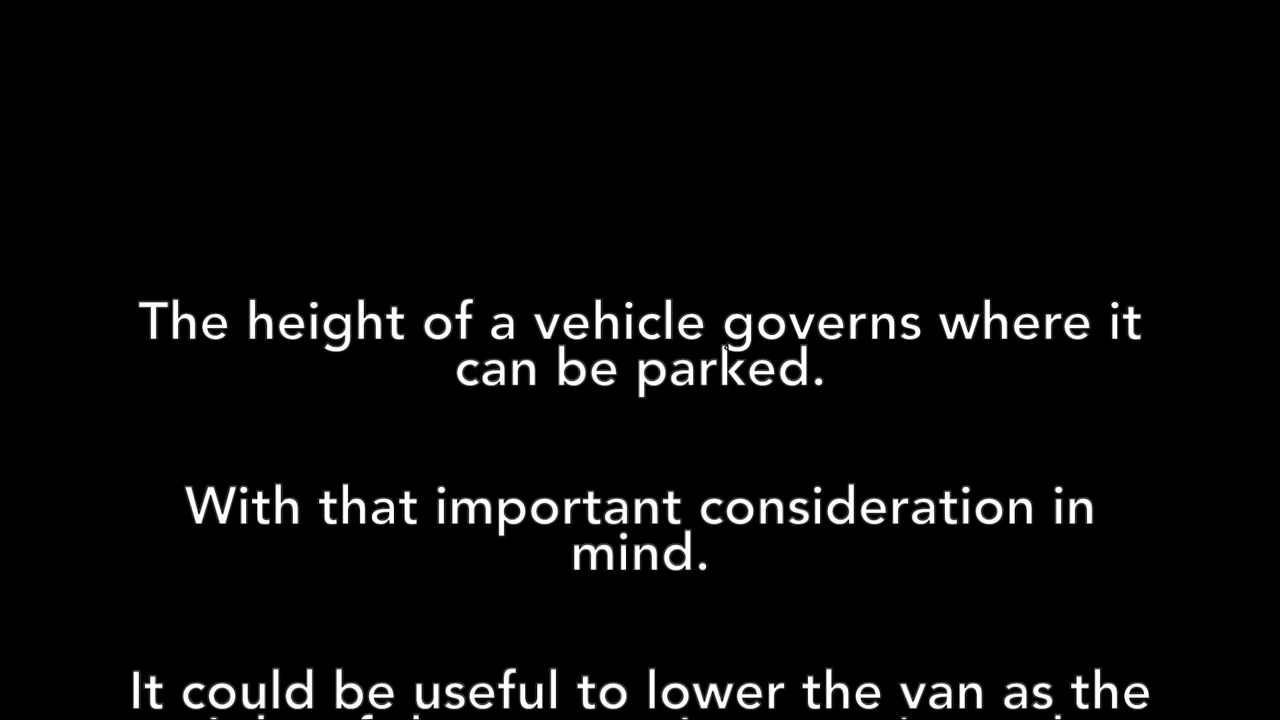 The height of a vehicle governs where it
can be parked.
With that important consideration in
mind.
It could be useful to lower the van as the